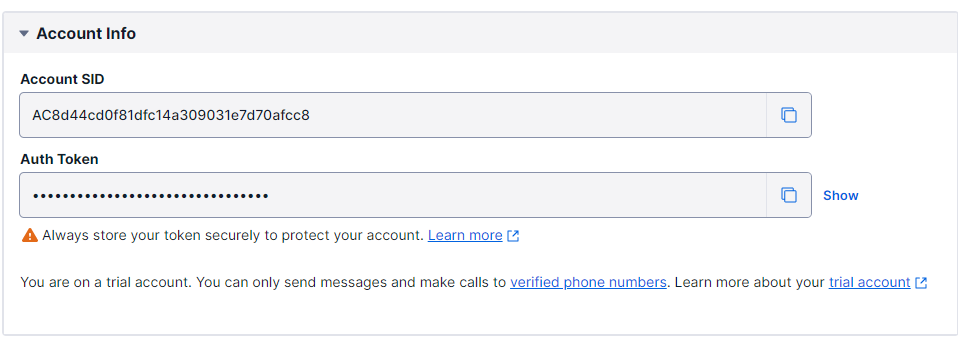 Account Info
Account SID
AC8d44cd0f81dfc14a309031e7d70afcc8
Auth Token
••••••••••••••••••••••••••••••••
Show
Always store your token securely to protect your account. Learn more
You are on a trial account. You can only send messages and make calls to verified phone numbers. Learn more about your trial account